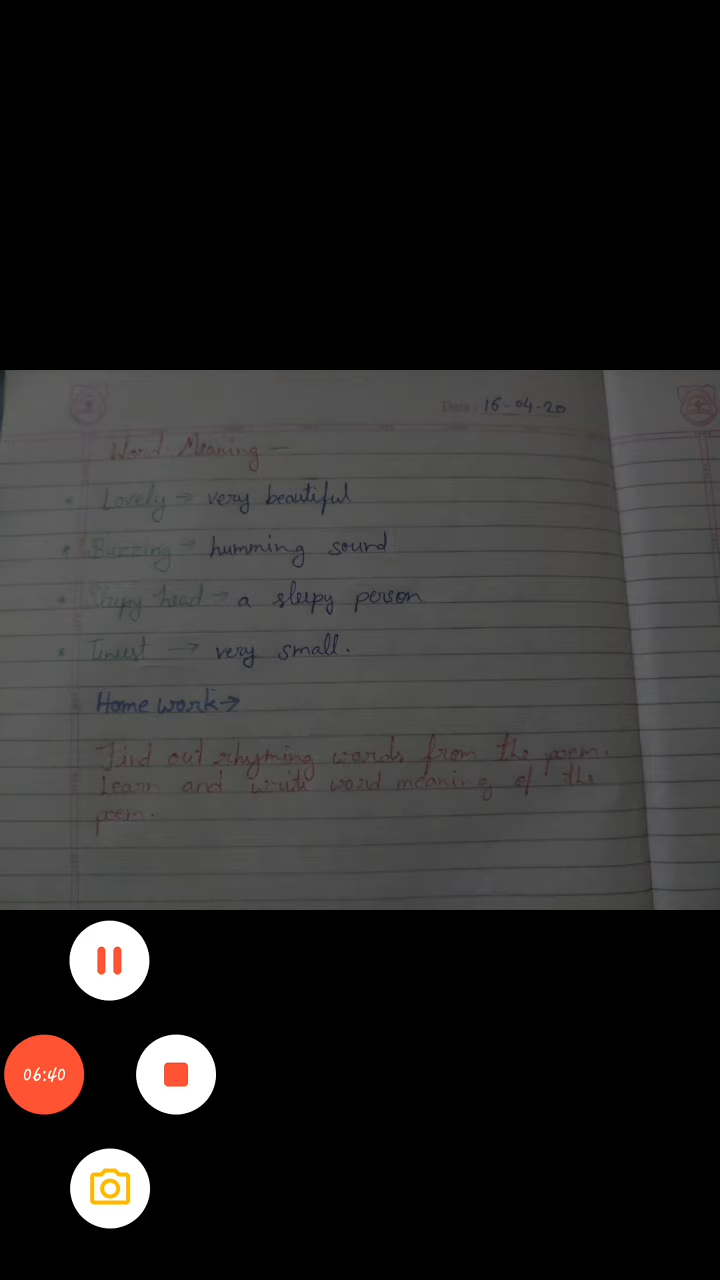 Date: 16-04-20
Word Meaning -
• Lovely → very beautiful
• Buzzing → humming sound
• Sleepy head → a sleepy person
• Tiniest → very small.
Home work →
Find out rhyming words from the poem.
Learn and write word meaning of the
poem.
06:40